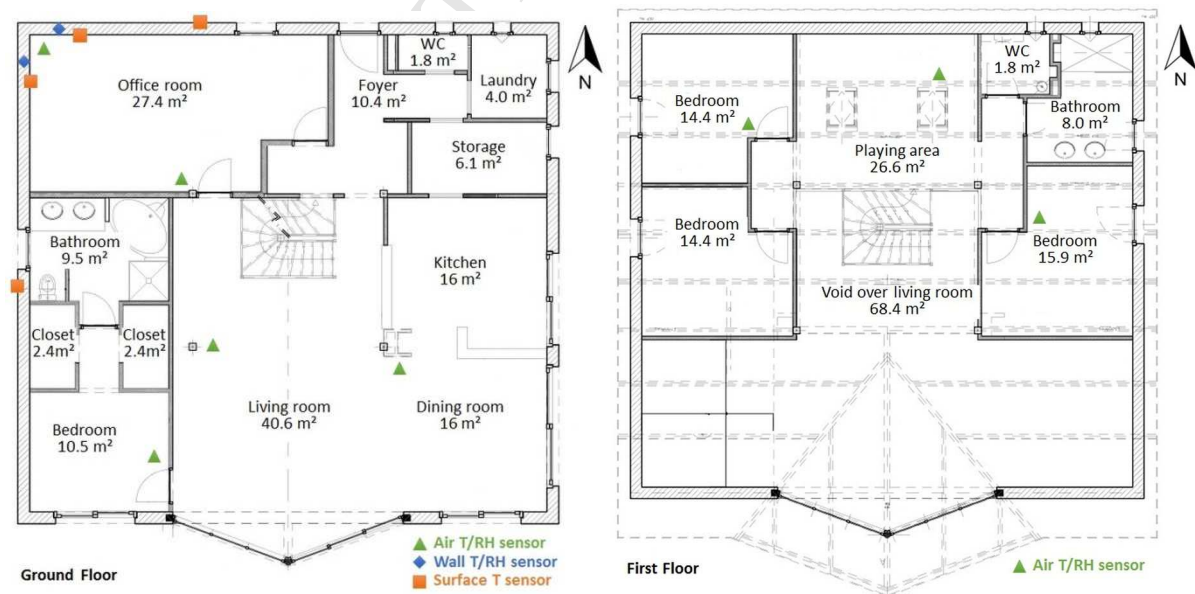 Office room
27.4 m²
Foyer
10.4 m²
WC
1.8 m²
Laundry
4.0 m²
Storage
6.1 m²
Bathroom
9.5 m²
Kitchen
16 m²
Closet
2.4m²
Closet
2.4m²
Living room
40.6 m²
Dining room
16 m²
Bedroom
10.5 m²
N
Ground Floor
Air T/RH sensor
Wall T/RH sensor
Surface T sensor
Bedroom
14.4 m²
WC
1.8 m²
Bathroom
8.0 m²
Playing area
26.6 m²
Bedroom
14.4 m²
Bedroom
15.9 m²
Void over living room
68.4 m²
N
First Floor
Air T/RH sensor